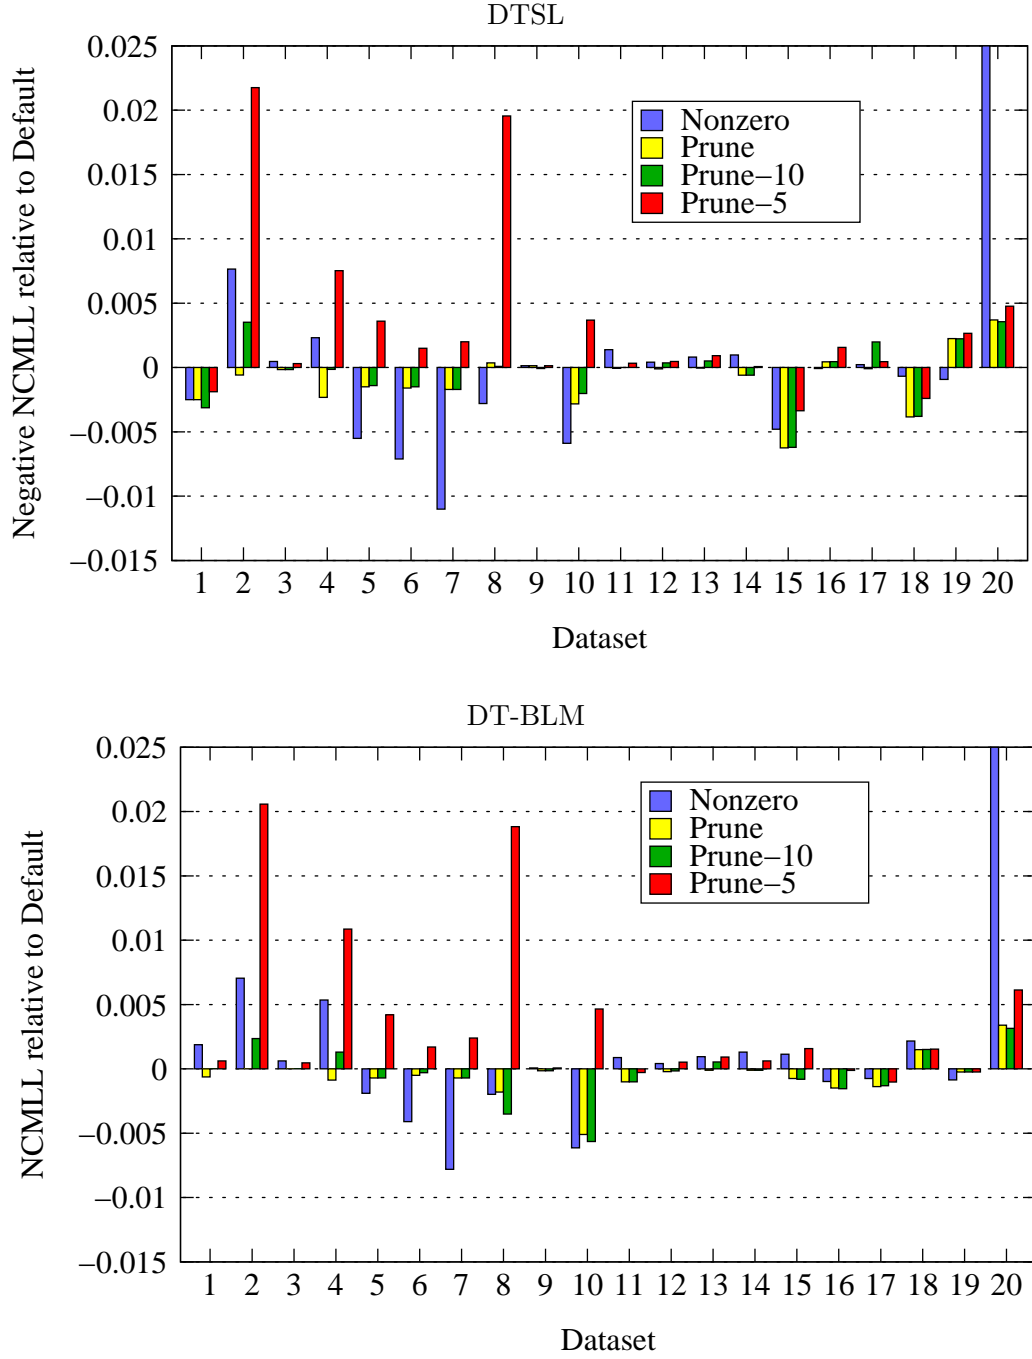 DTSL
Negative NCMLL relative to Default
0.025
0.02
0.015
0.01
0.005
0
−0.005
−0.01
−0.015
Nonzero
Prune
Prune−10
Prune−5
1 2 3 4 5 6 7 8 9 10 11 12 13 14 15 16 17 18 19 20
Dataset
DT-BLM
NCMLL relative to Default
0.025
0.02
0.015
0.01
0.005
0
−0.005
−0.01
−0.015
Nonzero
Prune
Prune−10
Prune−5
1 2 3 4 5 6 7 8 9 10 11 12 13 14 15 16 17 18 19 20
Dataset